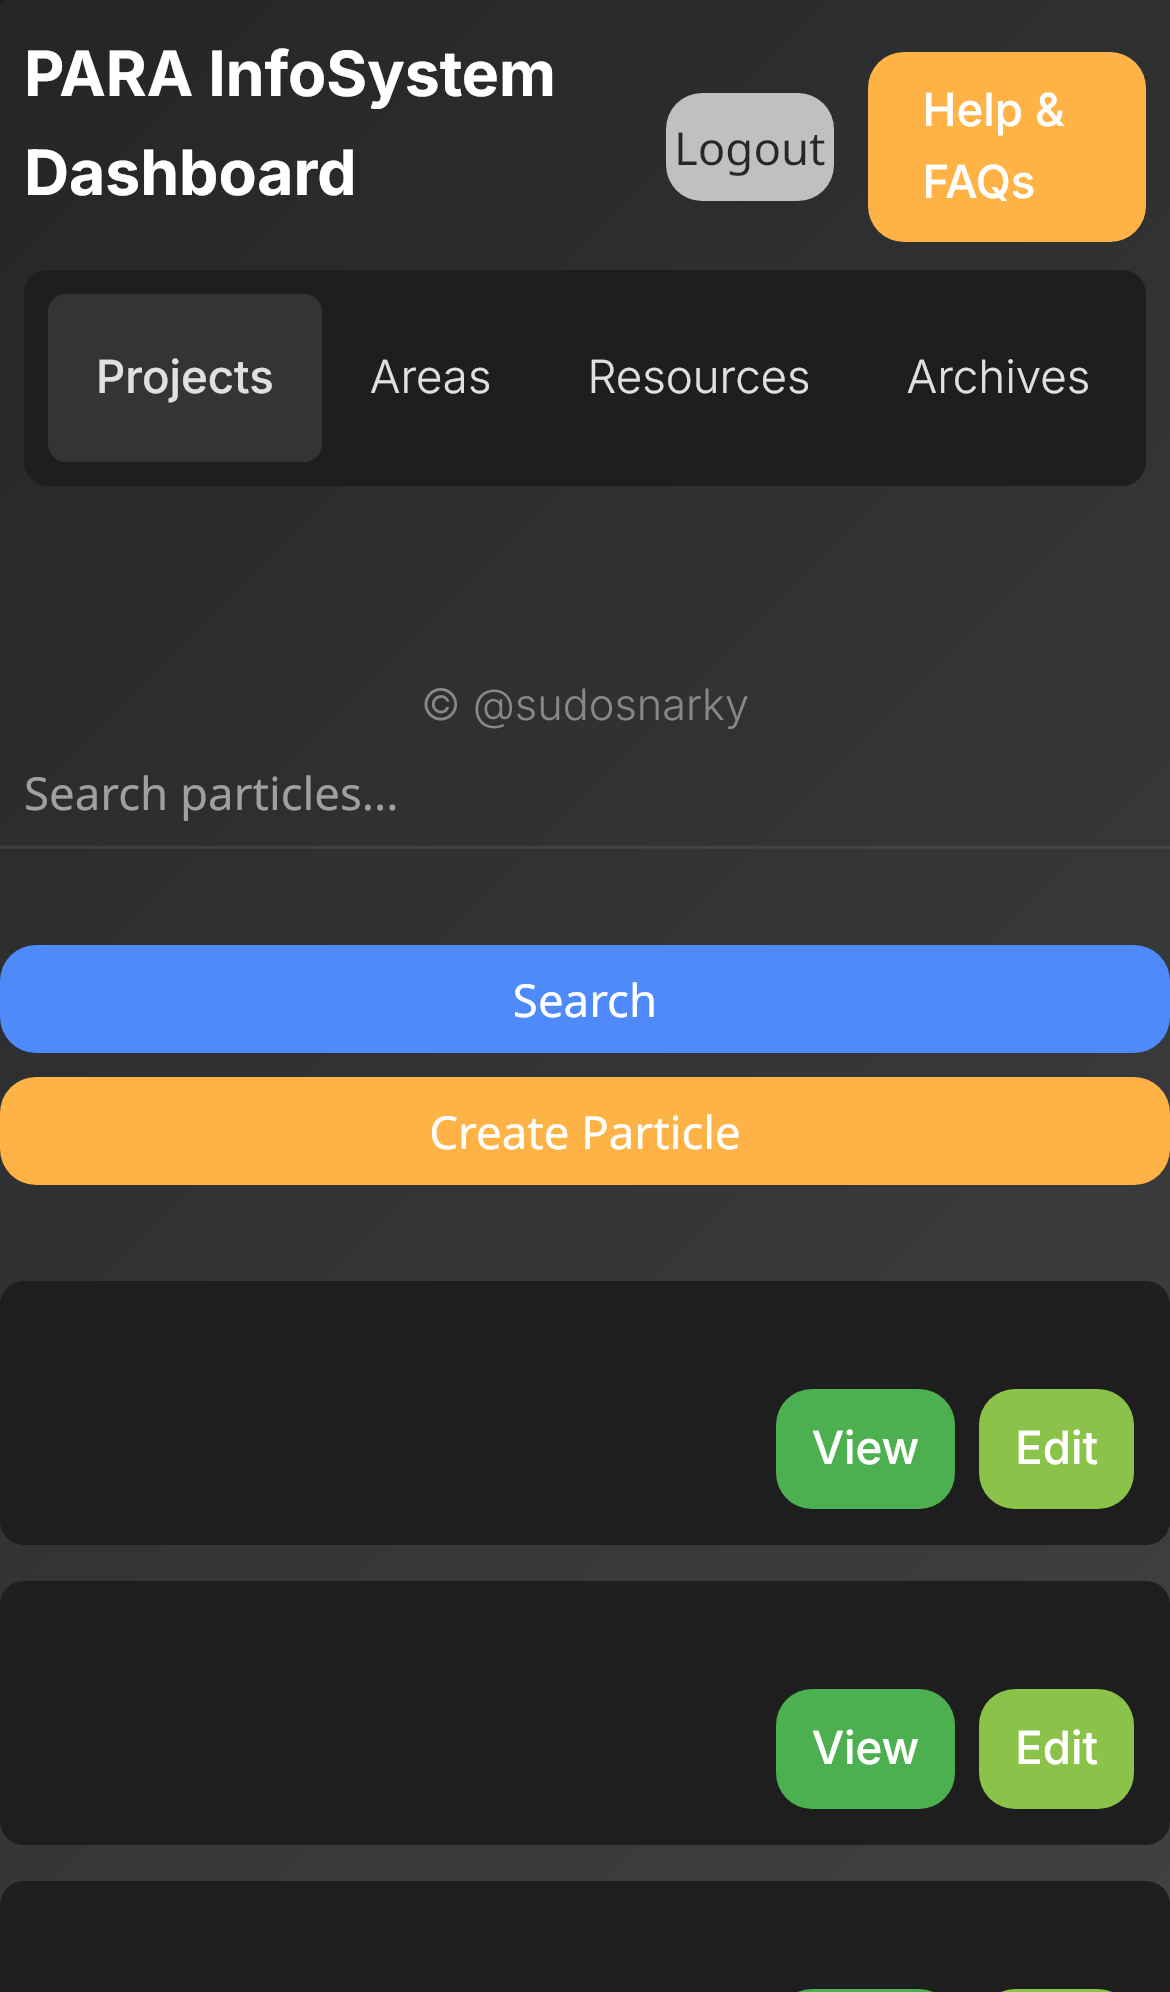 PARA InfoSystem
Dashboard
Logout
Help &
FAQs
Projects Areas Resources Archives
© @sudosnarky
Search particles...
Search
Create Particle
View Edit
View Edit